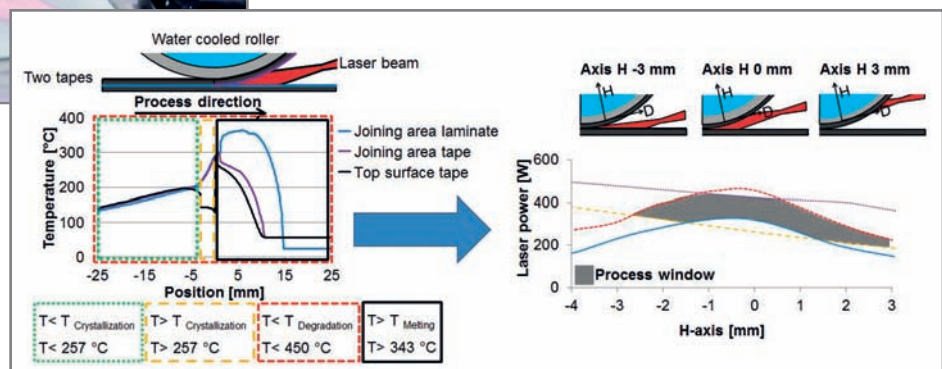 Water cooled roller
Laser beam
Two tapes
Process direction
Temperature [°C]
400
300
200
100
0
-25
-15
-5
5
15
25
Position [mm]
Joining area laminate
Joining area tape
Top surface tape
T< T Crystallization
T< 257 °C
T> T Crystallization
T> 257 °C
T< T Degradation
T< 450 °C
T> T Melting
T> 343 °C
Axis H -3 mm
Axis H 0 mm
Axis H 3 mm
H
D
H
D
H
D
Laser power [W]
600
400
200
0
Process window
-4
-3
-2
-1
0
1
2
3
H-axis [mm]